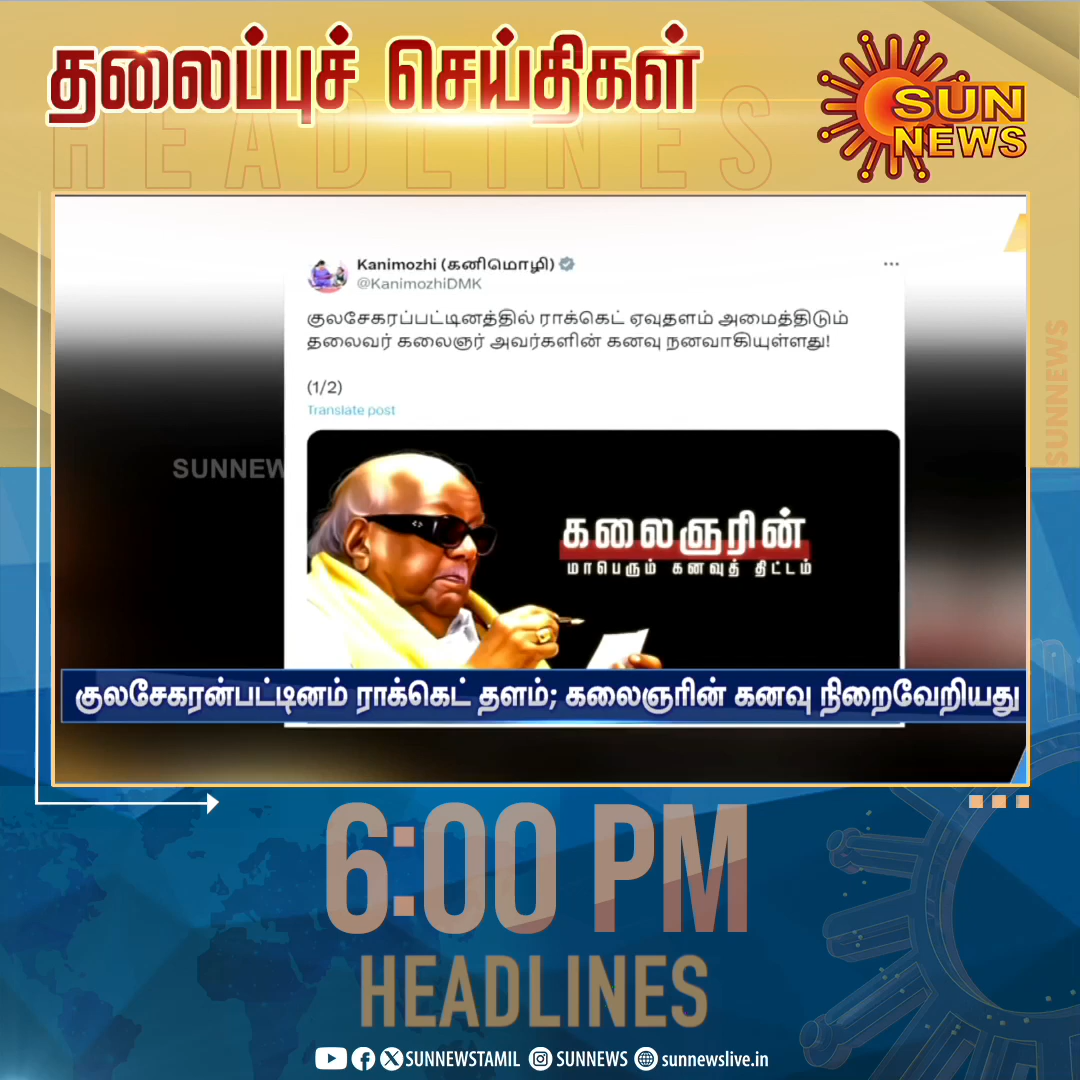 தலைப்புச் செய்திகள்
HEADLINES
SUN
NEWS
Kanimozhi (கனிமொழி)
@KanimozhiDMK
குலசேகரப்பட்டினத்தில் ராக்கெட் ஏவுதளம் அமைத்திடும்
தலைவர் கலைஞர் அவர்களின் கனவு நனவாகியுள்ளது!
(1/2)
Translate post
SUNNEW
SUNNEWS
கலைஞரின்
மாபெரும் கனவுத் திட்டம்
குலசேகரன்பட்டினம் ராக்கெட் தளம்; கலைஞரின் கனவு நிறைவேறியது
6:00 PM
HEADLINES
SUNNEWSTAMIL SUNNEWS sunnewslive.in